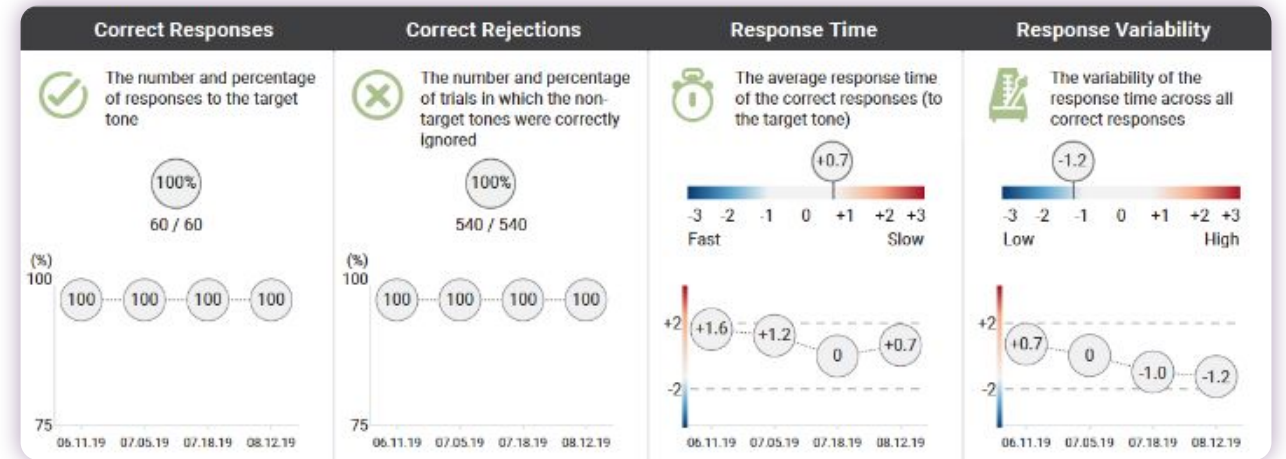 Correct Responses
The number and percentage
of responses to the target
tone
100%
60 / 60
(%)
100
100
100
100
100
75
06.11.19
07.05.19
07.18.19
08.12.19
Correct Rejections
The number and percentage
of trials in which the non-
target tones were correctly
ignored
100%
540 / 540
(%)
100
100
100
100
100
75
06.11.19
07.05.19
07.18.19
08.12.19
Response Time
The average response time
of the correct responses (to
the target tone)
+0.7
-3 -2 -1 0 +1 +2 +3
Fast Slow
+2
+1.6
+1.2
0
+0.7
-2
06.11.19
07.05.19
07.18.19
08.12.19
Response Variability
The variability of the
response time across all
correct responses
-1.2
-3 -2 -1 0 +1 +2 +3
Low High
+2
+0.7
0
-1.0
-1.2
-2
06.11.19
07.05.19
07.18.19
08.12.19